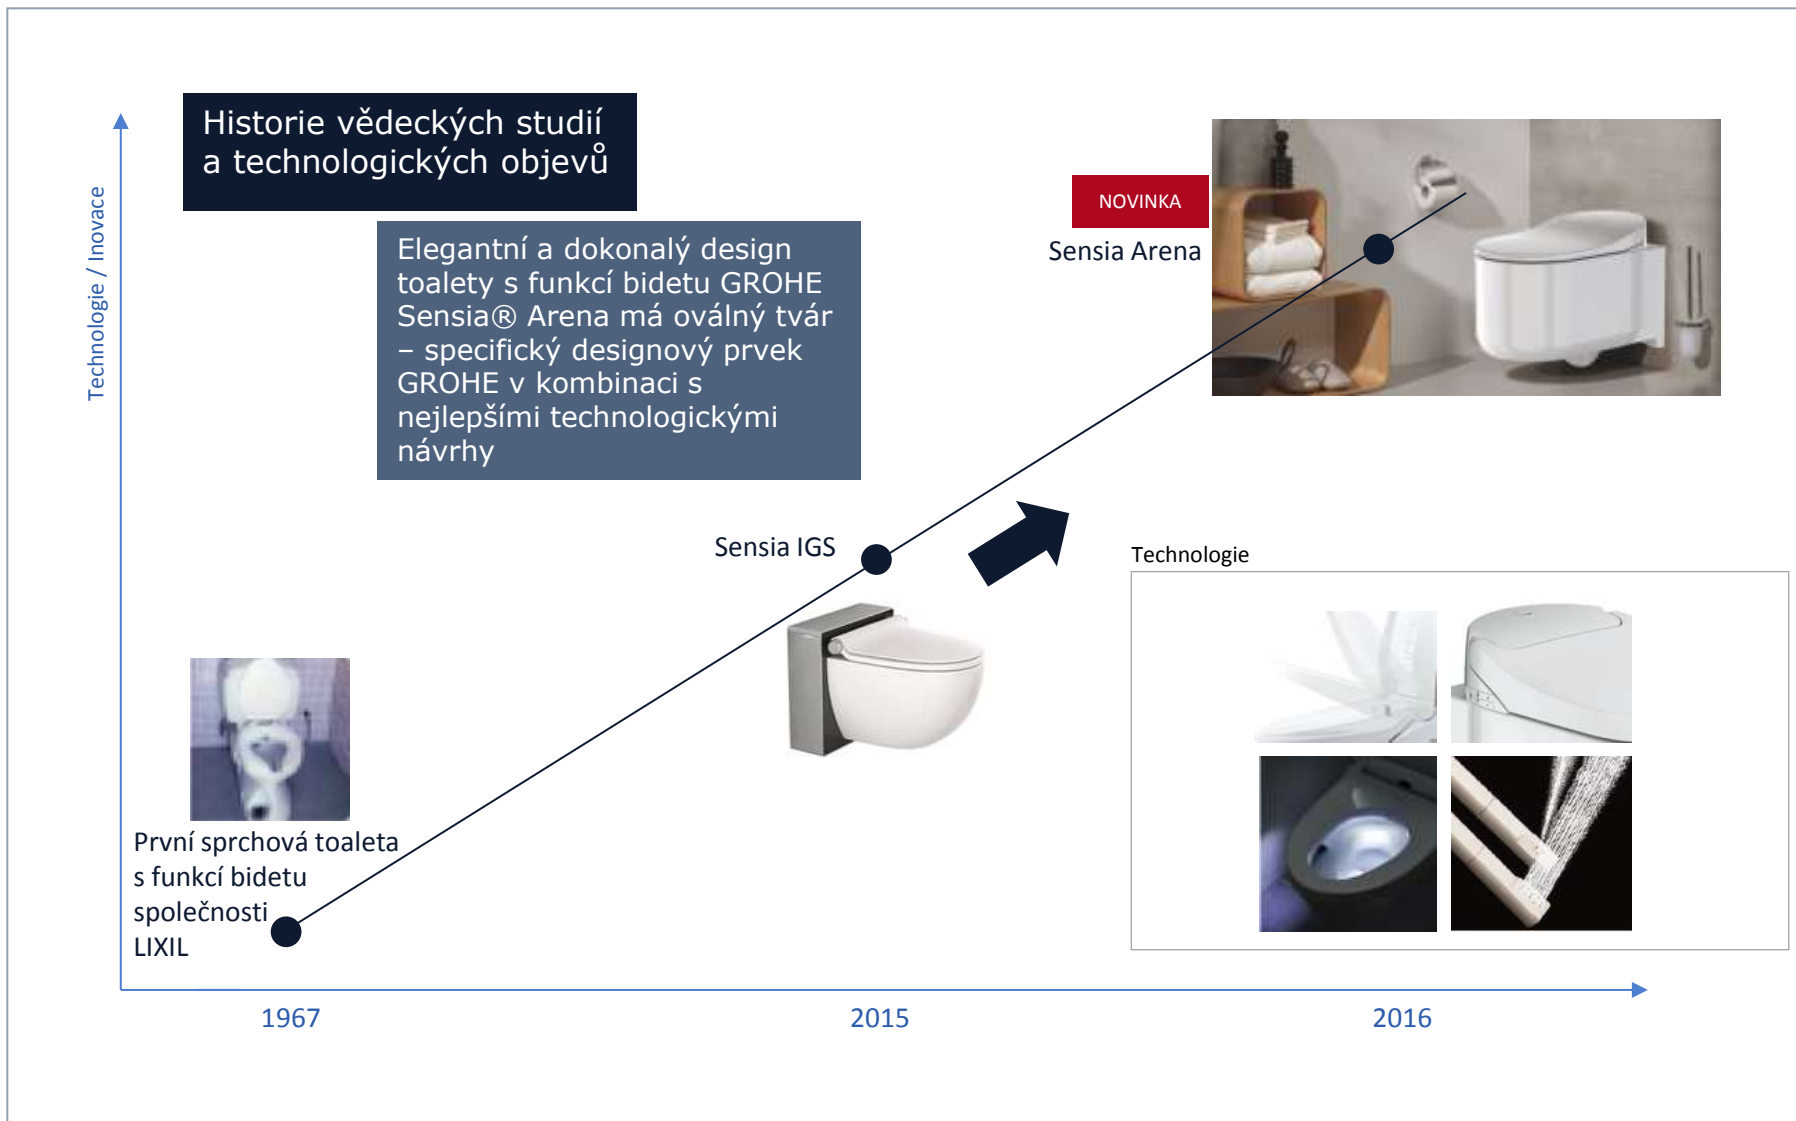 Historie vědeckých studií
a technologických objevů
Technologie / Inovace
Elegantní a dokonalý design
toalety s funkcí bidetu GROHE
Sensia® Arena má oválný tvár
– specifický designový prvek
GROHE v kombinaci s
nejlepšími technologickými
návrhy
NOVINKA
Sensia Arena
Sensia IGS
Technologie
První sprchová toaleta
s funkcí bidetu
společnosti
LIXIL
1967
2015
2016